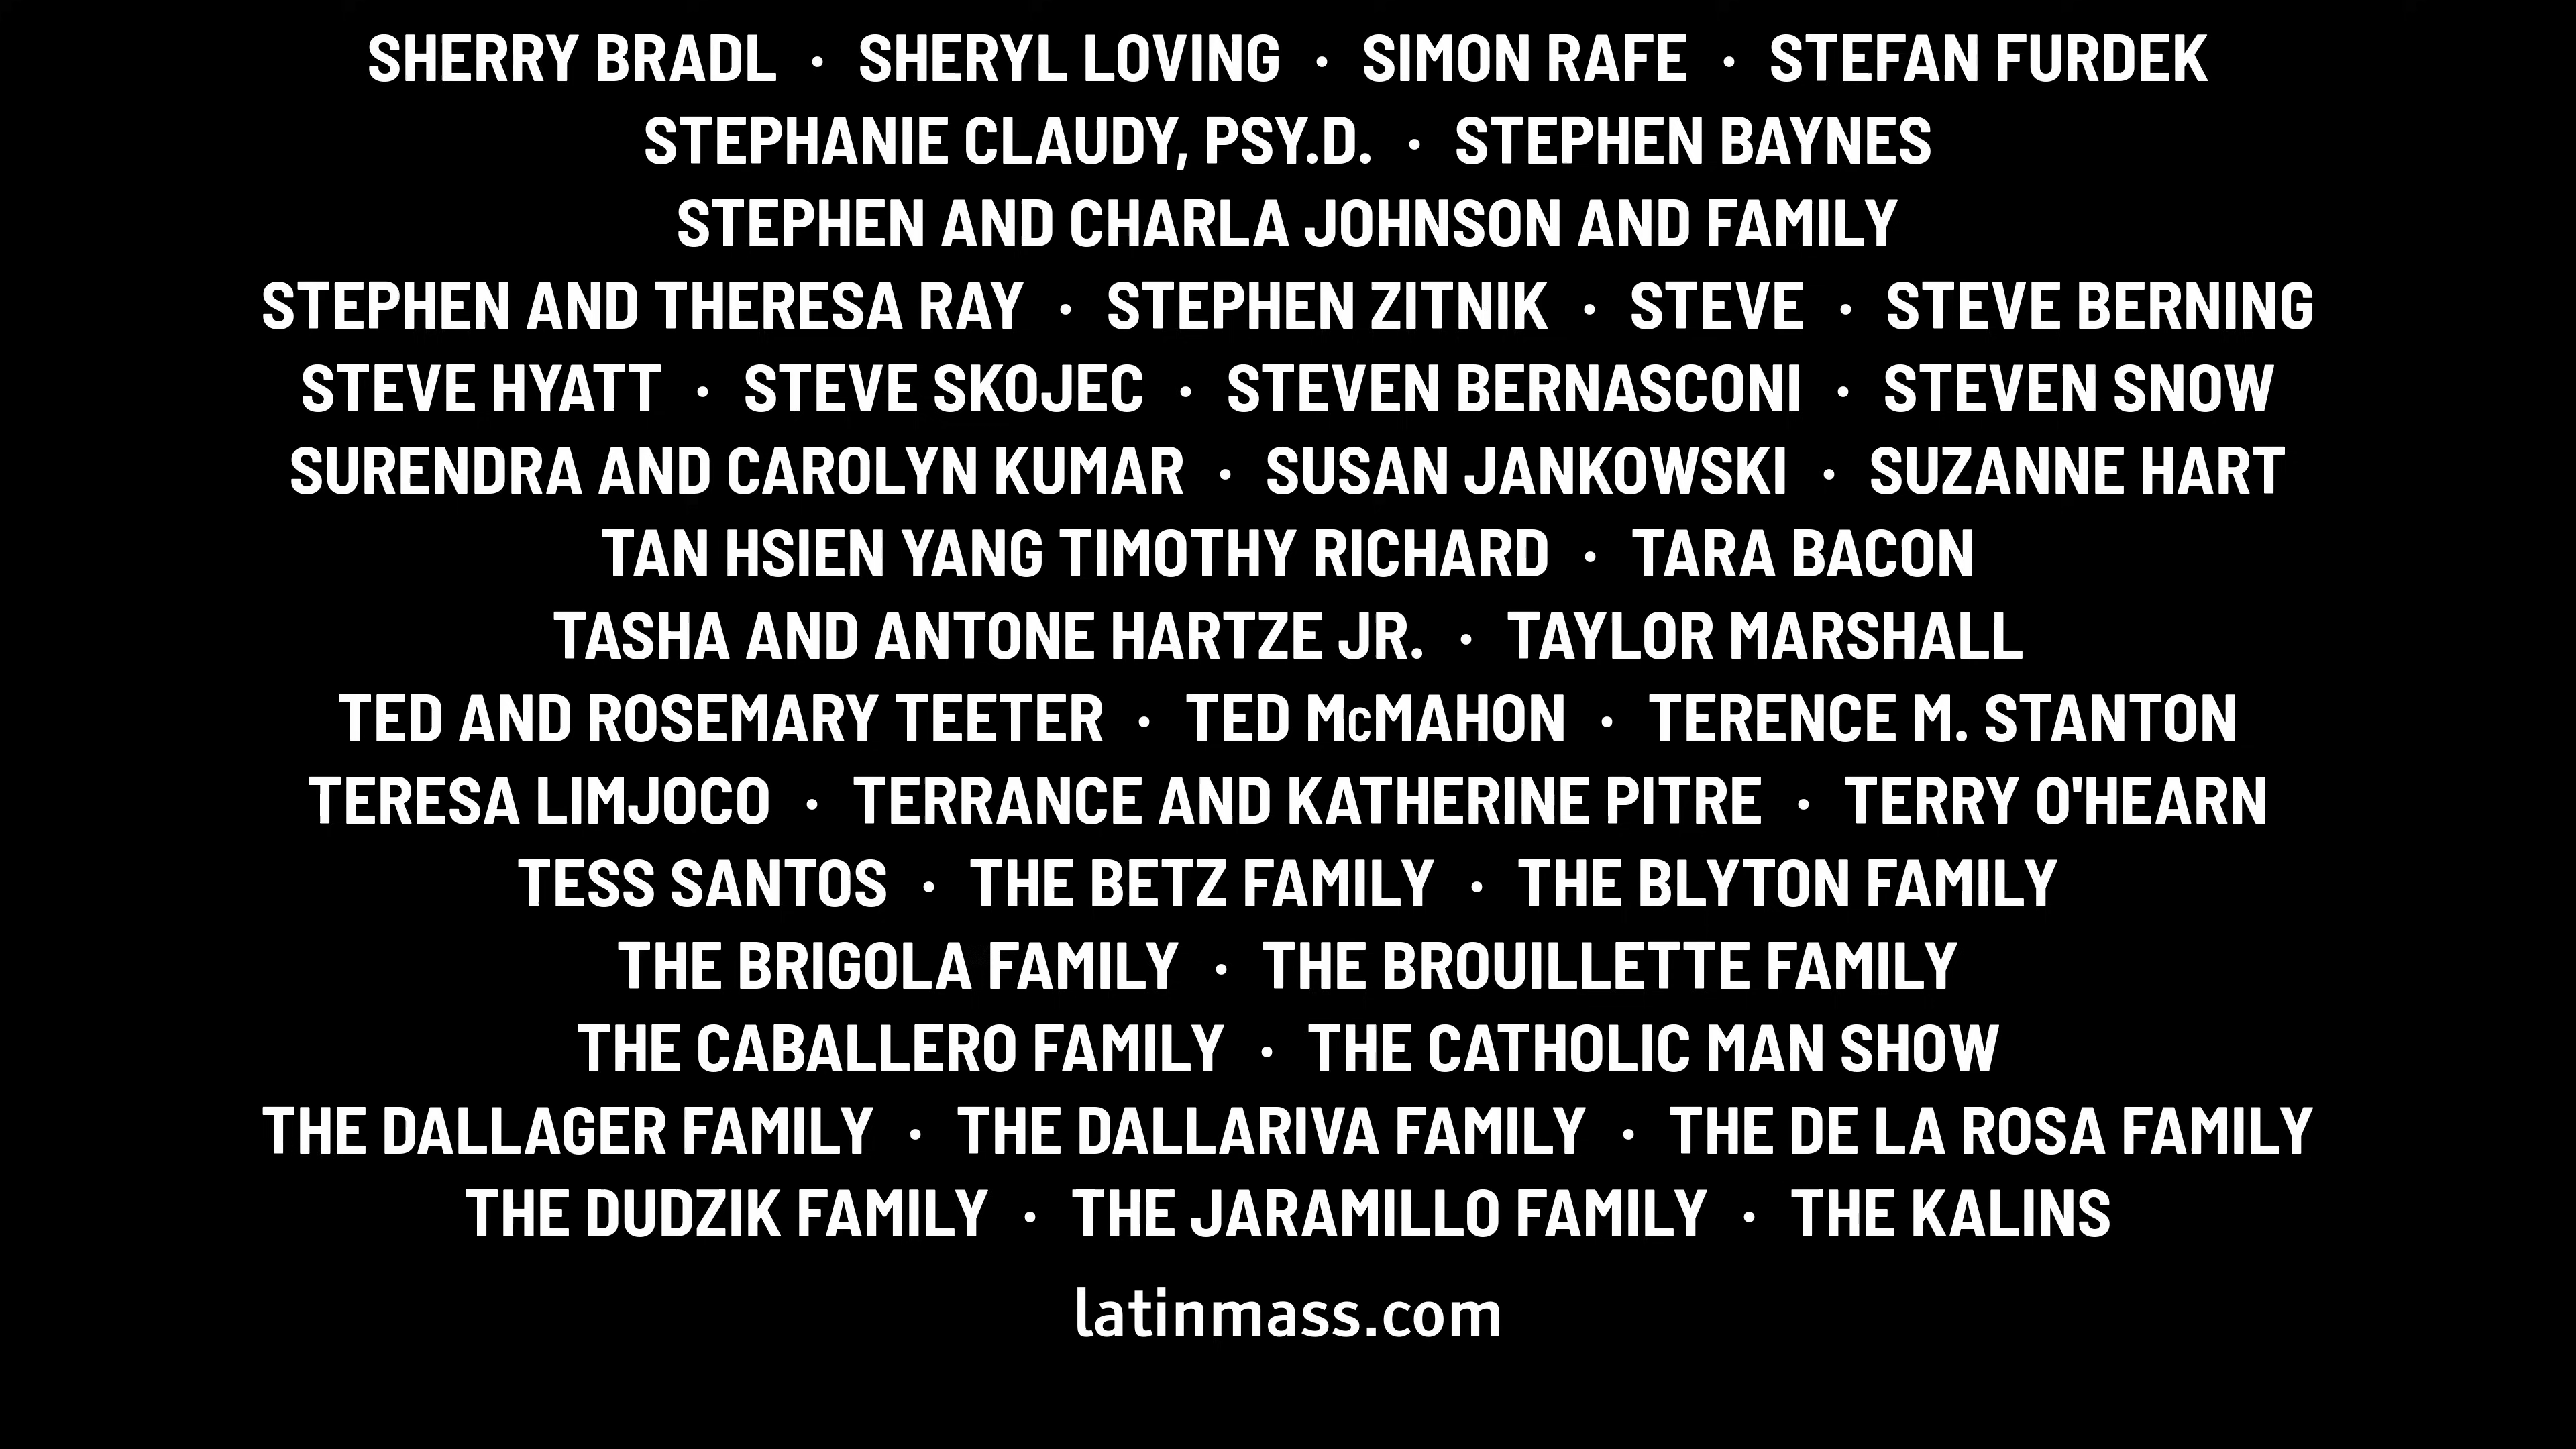 SHERRY BRADL • SHERYL LOVING • SIMON RAFE • STEFAN FURDEK
STEPHANIE CLAUDY, PSY.D. • STEPHEN BAYNES
STEPHEN AND CHARLA JOHNSON AND FAMILY
STEPHEN AND THERESA RAY • STEPHEN ZITNIK • STEVE • STEVE BERNING
STEVE HYATT • STEVE SKOJEC • STEVEN BERNASCONI • STEVEN SNOW
SURENDRA AND CAROLYN KUMAR • SUSAN JANKOWSKI • SUZANNE HART
TAN HSIEN YANG TIMOTHY RICHARD • TARA BACON
TASHA AND ANTONE HARTZE JR. • TAYLOR MARSHALL
TED AND ROSEMARY TEETER • TED McMAHON • TERENCE M. STANTON
TERESA LIMJOCO • TERRANCE AND KATHERINE PITRE • TERRY O'HEARN
TESS SANTOS • THE BETZ FAMILY • THE BLYTON FAMILY
THE BRIGOLA FAMILY • THE BROUILLETTE FAMILY
THE CABALLERO FAMILY • THE CATHOLIC MAN SHOW
THE DALLAGER FAMILY • THE DALLARIVA FAMILY • THE DE LA ROSA FAMILY
THE DUDZIK FAMILY • THE JARAMILLO FAMILY • THE KALINS
latinmass.com